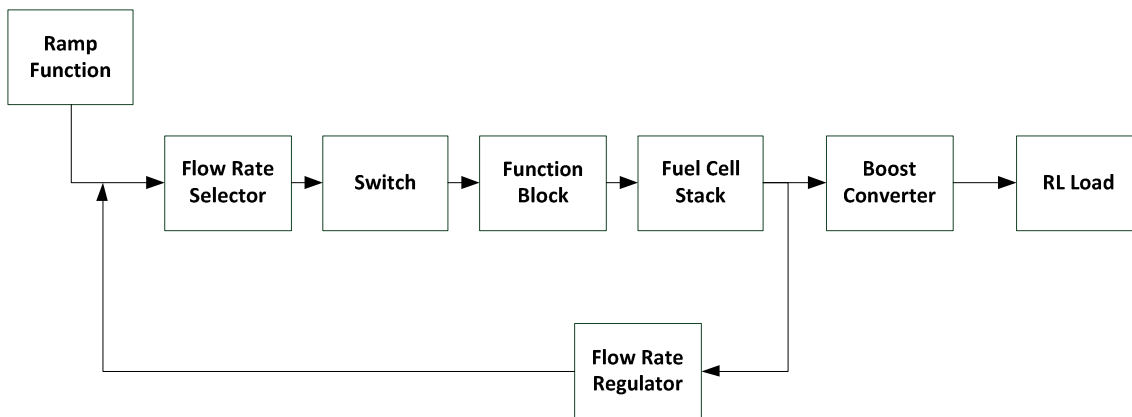 Ramp
Function
Flow Rate
Selector
Switch
Function
Block
Fuel Cell
Stack
Boost
Converter
RL Load
Flow Rate
Regulator